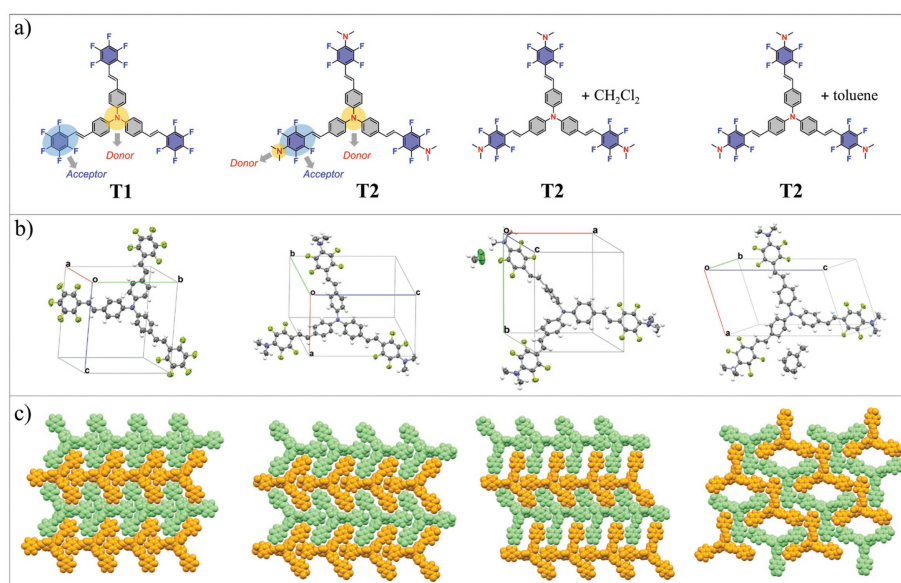 a)
N N N
F F F F F F F F F F F F F F
F F F F F F F F F F F F F F
+ CH₂Cl₂ + toluene
N N N N
F F F F F F F F F F F F F F F F
F F F F F F F F F F F F F F F F
N N N N N N
Donor Donor Donor
Acceptor Acceptor
T1 T2 T2 T2
b)
a o b c
b o c a
o a c b
b o c a
c)